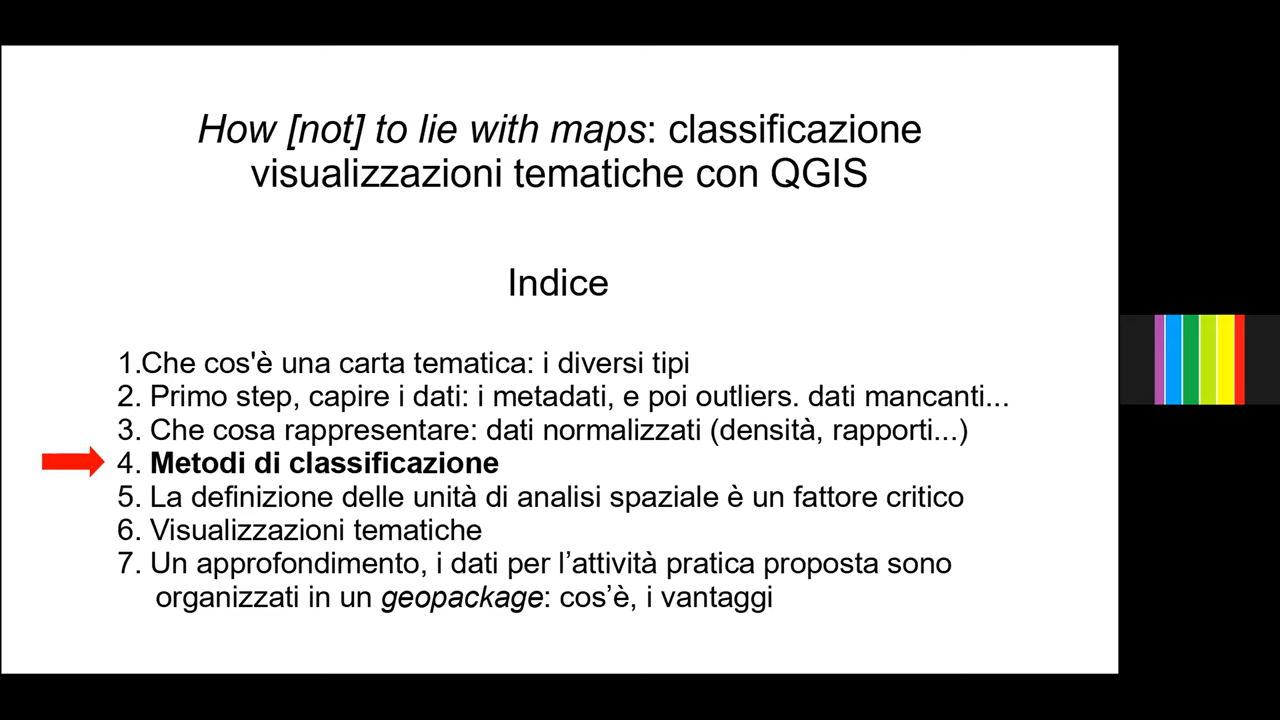 How [not] to lie with maps: classificazione
visualizzazioni tematiche con QGIS
Indice
1.Che cos'è una carta tematica: i diversi tipi
2. Primo step, capire i dati: i metadati, e poi outliers. dati mancanti...
3. Che cosa rappresentare: dati normalizzati (densità, rapporti...)
4. Metodi di classificazione
5. La definizione delle unità di analisi spaziale è un fattore critico
6. Visualizzazioni tematiche
7. Un approfondimento, i dati per l’attività pratica proposta sono
organizzati in un geopackage: cos’è, i vantaggi